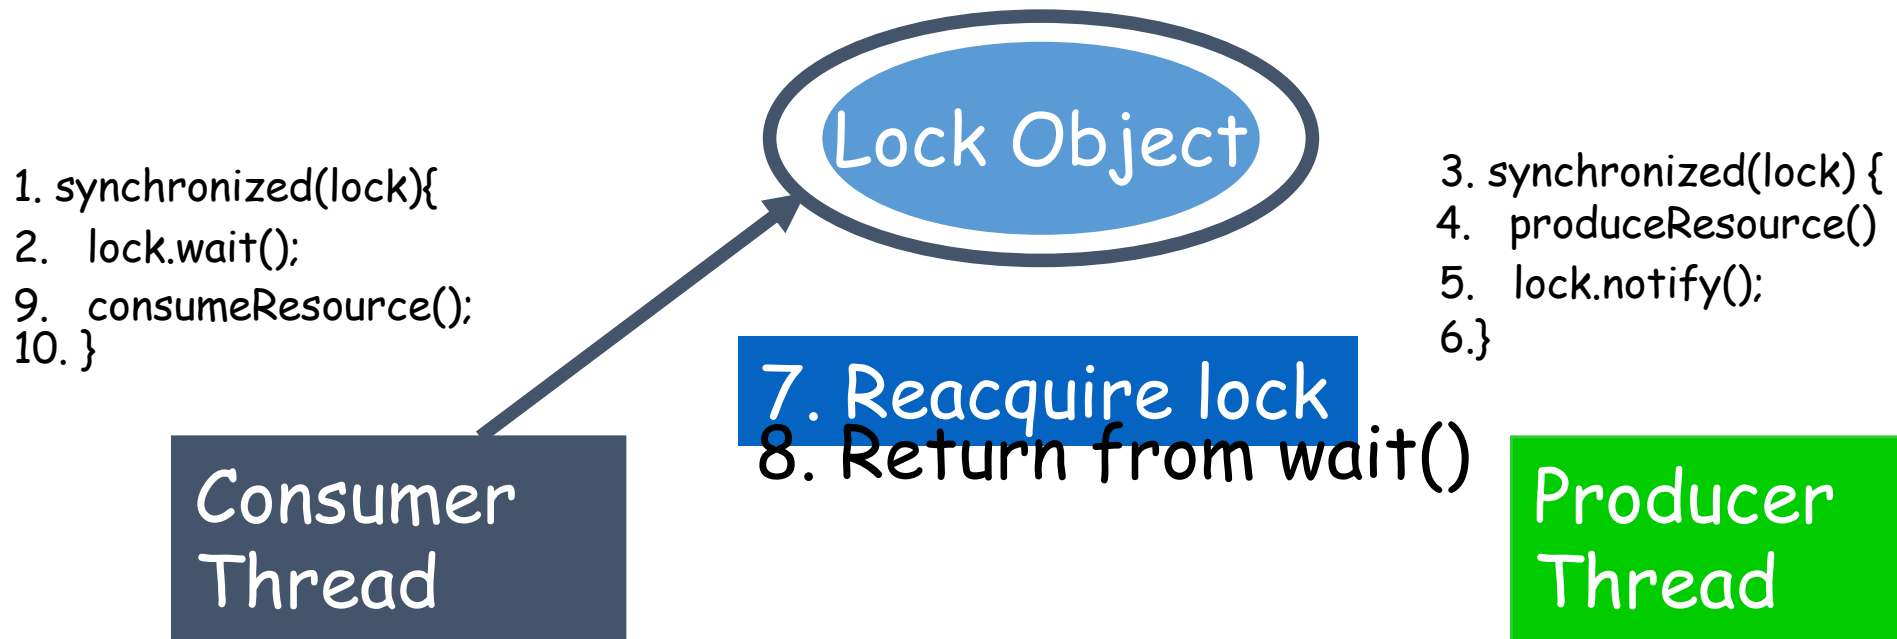 Lock Object
1. synchronized(lock){
2. lock.wait();
9. consumeResource();
10. }
3. synchronized(lock) {
4. produceResource()
5. lock.notify();
6.}
7. Reacquire lock
8. Return from wait()
Consumer
Thread
Producer
Thread